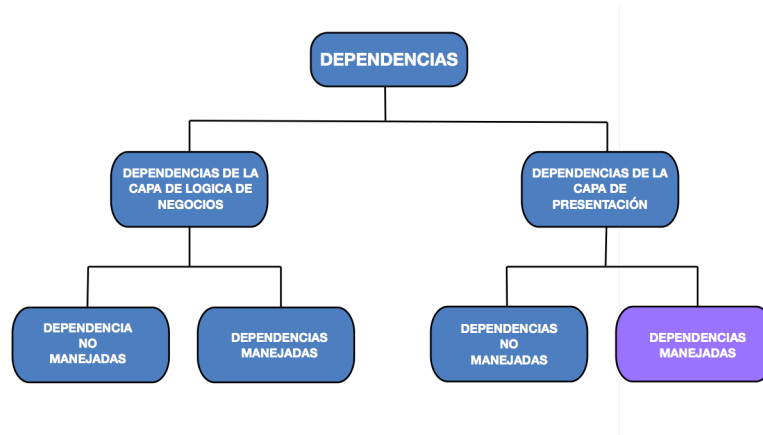 DEPENDENCIAS
DEPENDENCIAS DE LA
CAPA DE LOGICA DE
NEGOCIOS
DEPENDENCIAS DE LA
CAPA DE
PRESENTACIÓN
DEPENDENCIA
NO
MANEJADAS
DEPENDENCIAS
MANEJADAS
DEPENDENCIAS
NO
MANEJADAS
DEPENDENCIAS
MANEJADAS